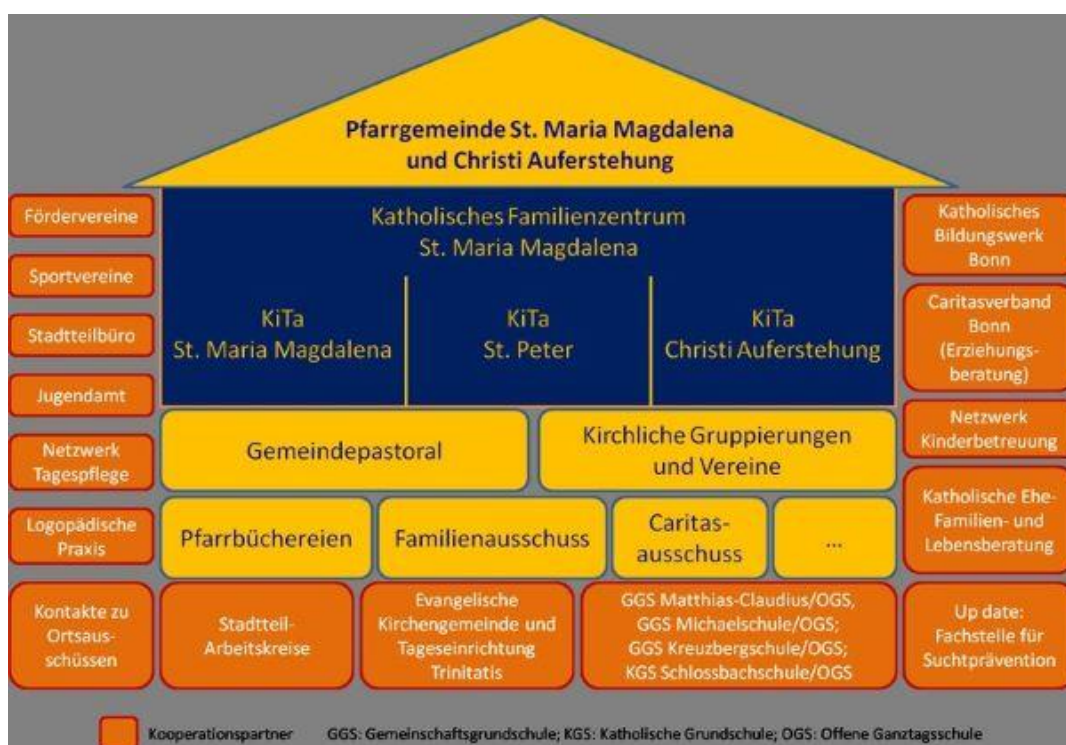 Pfarrgemeinde St. Maria Magdalena
und Christi Auferstehung
Katholisches Familienzentrum
St. Maria Magdalena
KiTa
St. Maria Magdalena
KiTa
St. Peter
KiTa
Christi Auferstehung
Gemeindepastoral
Kirchliche Gruppierungen
und Vereine
Pfarrbüchereien
Familienausschuss
Caritas-
ausschuss
...
Fördervereine
Sportvereine
Stadtteilbüro
Jugendamt
Netzwerk
Tagespflege
Logopädische
Praxis
Kontakte zu
Ortsaus-
schüssen
Stadtteil-
Arbeitskreise
Evangelische
Kirchengemeinde und
Tageseinrichtung
Trinitatis
GGS Matthias-Claudius/OGS,
GGS Michaelschule/OGS;
GGS Kreuzbergschule/OGS;
KGS Schlossbachschule/OGS
Katholisches
Bildungswerk
Bonn
Caritasverband
Bonn
(Erziehungs-
beratung)
Netzwerk
Kinderbetreuung
Katholische Ehe-
Familien- und
Lebensberatung
Up date:
Fachstelle für
Suchtprävention
Kooperationspartner GGS: Gemeinschaftsgrundschule; KGS: Katholische Grundschule; OGS: Offene Ganztagsschule